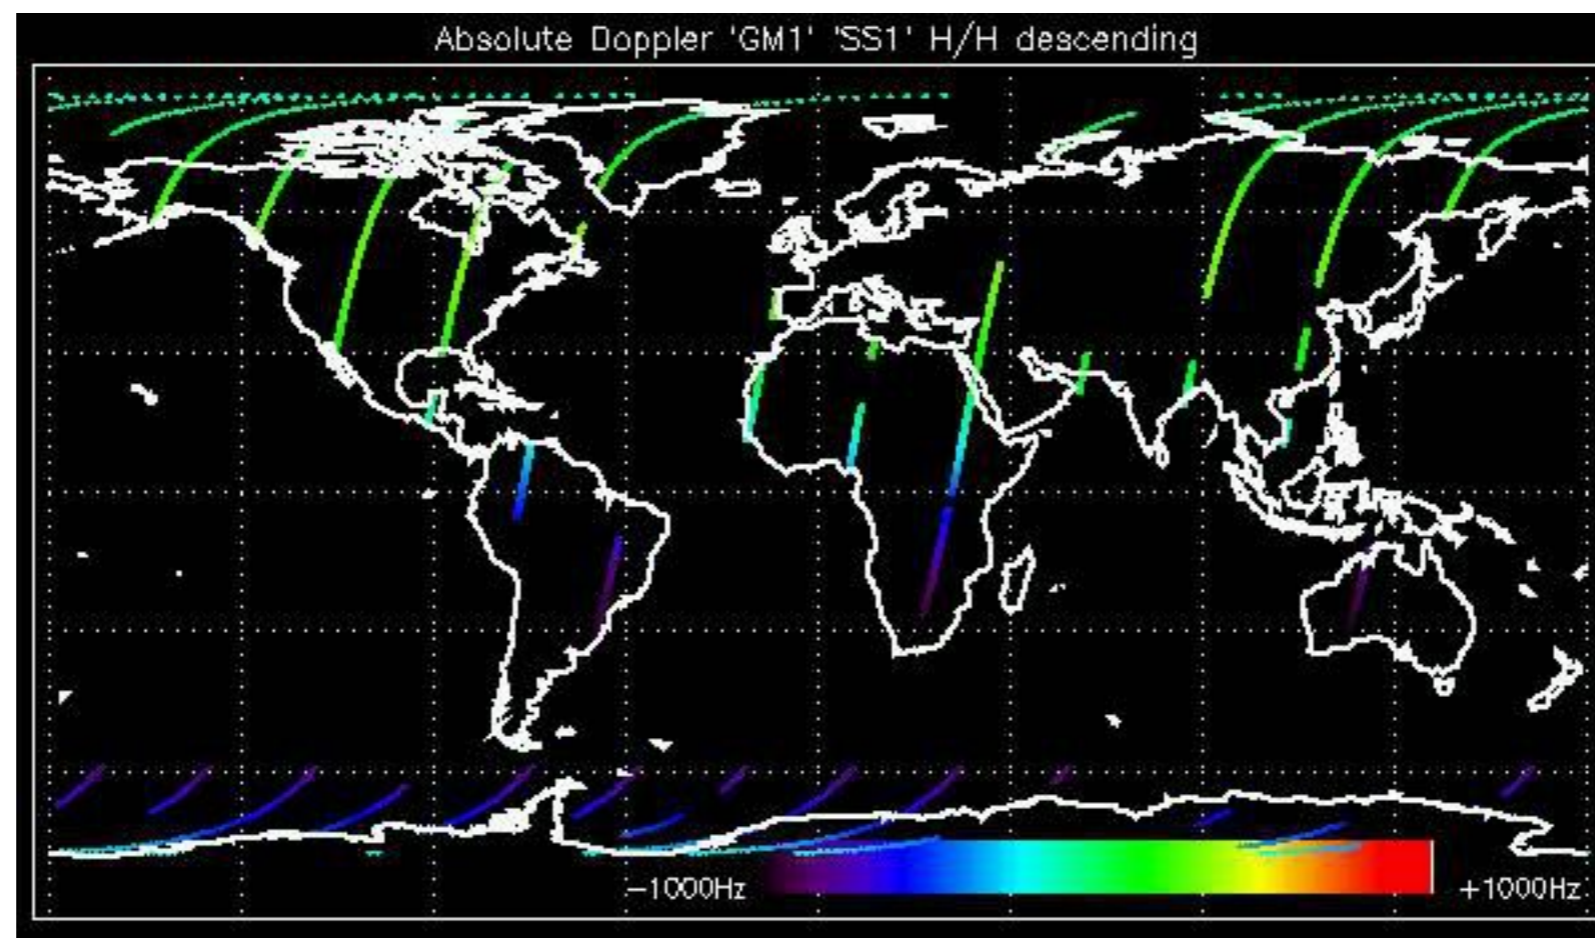 Absolute Doppler 'GM1' 'SS1' H/H descending
−1000Hz
+1000Hz